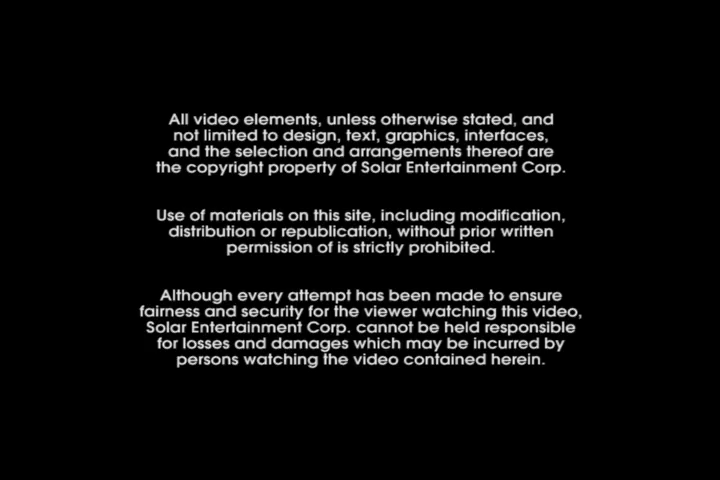 All video elements, unless otherwise stated, and
not limited to design, text, graphics, interfaces,
and the selection and arrangements thereof are
the copyright property of Solar Entertainment Corp.
Use of materials on this site, including modification,
distribution or republication, without prior written
permission of is strictly prohibited.
Although every attempt has been made to ensure
fairness and security for the viewer watching this video,
Solar Entertainment Corp. cannot be held responsible
for losses and damages which may be incurred by
persons watching the video contained herein.